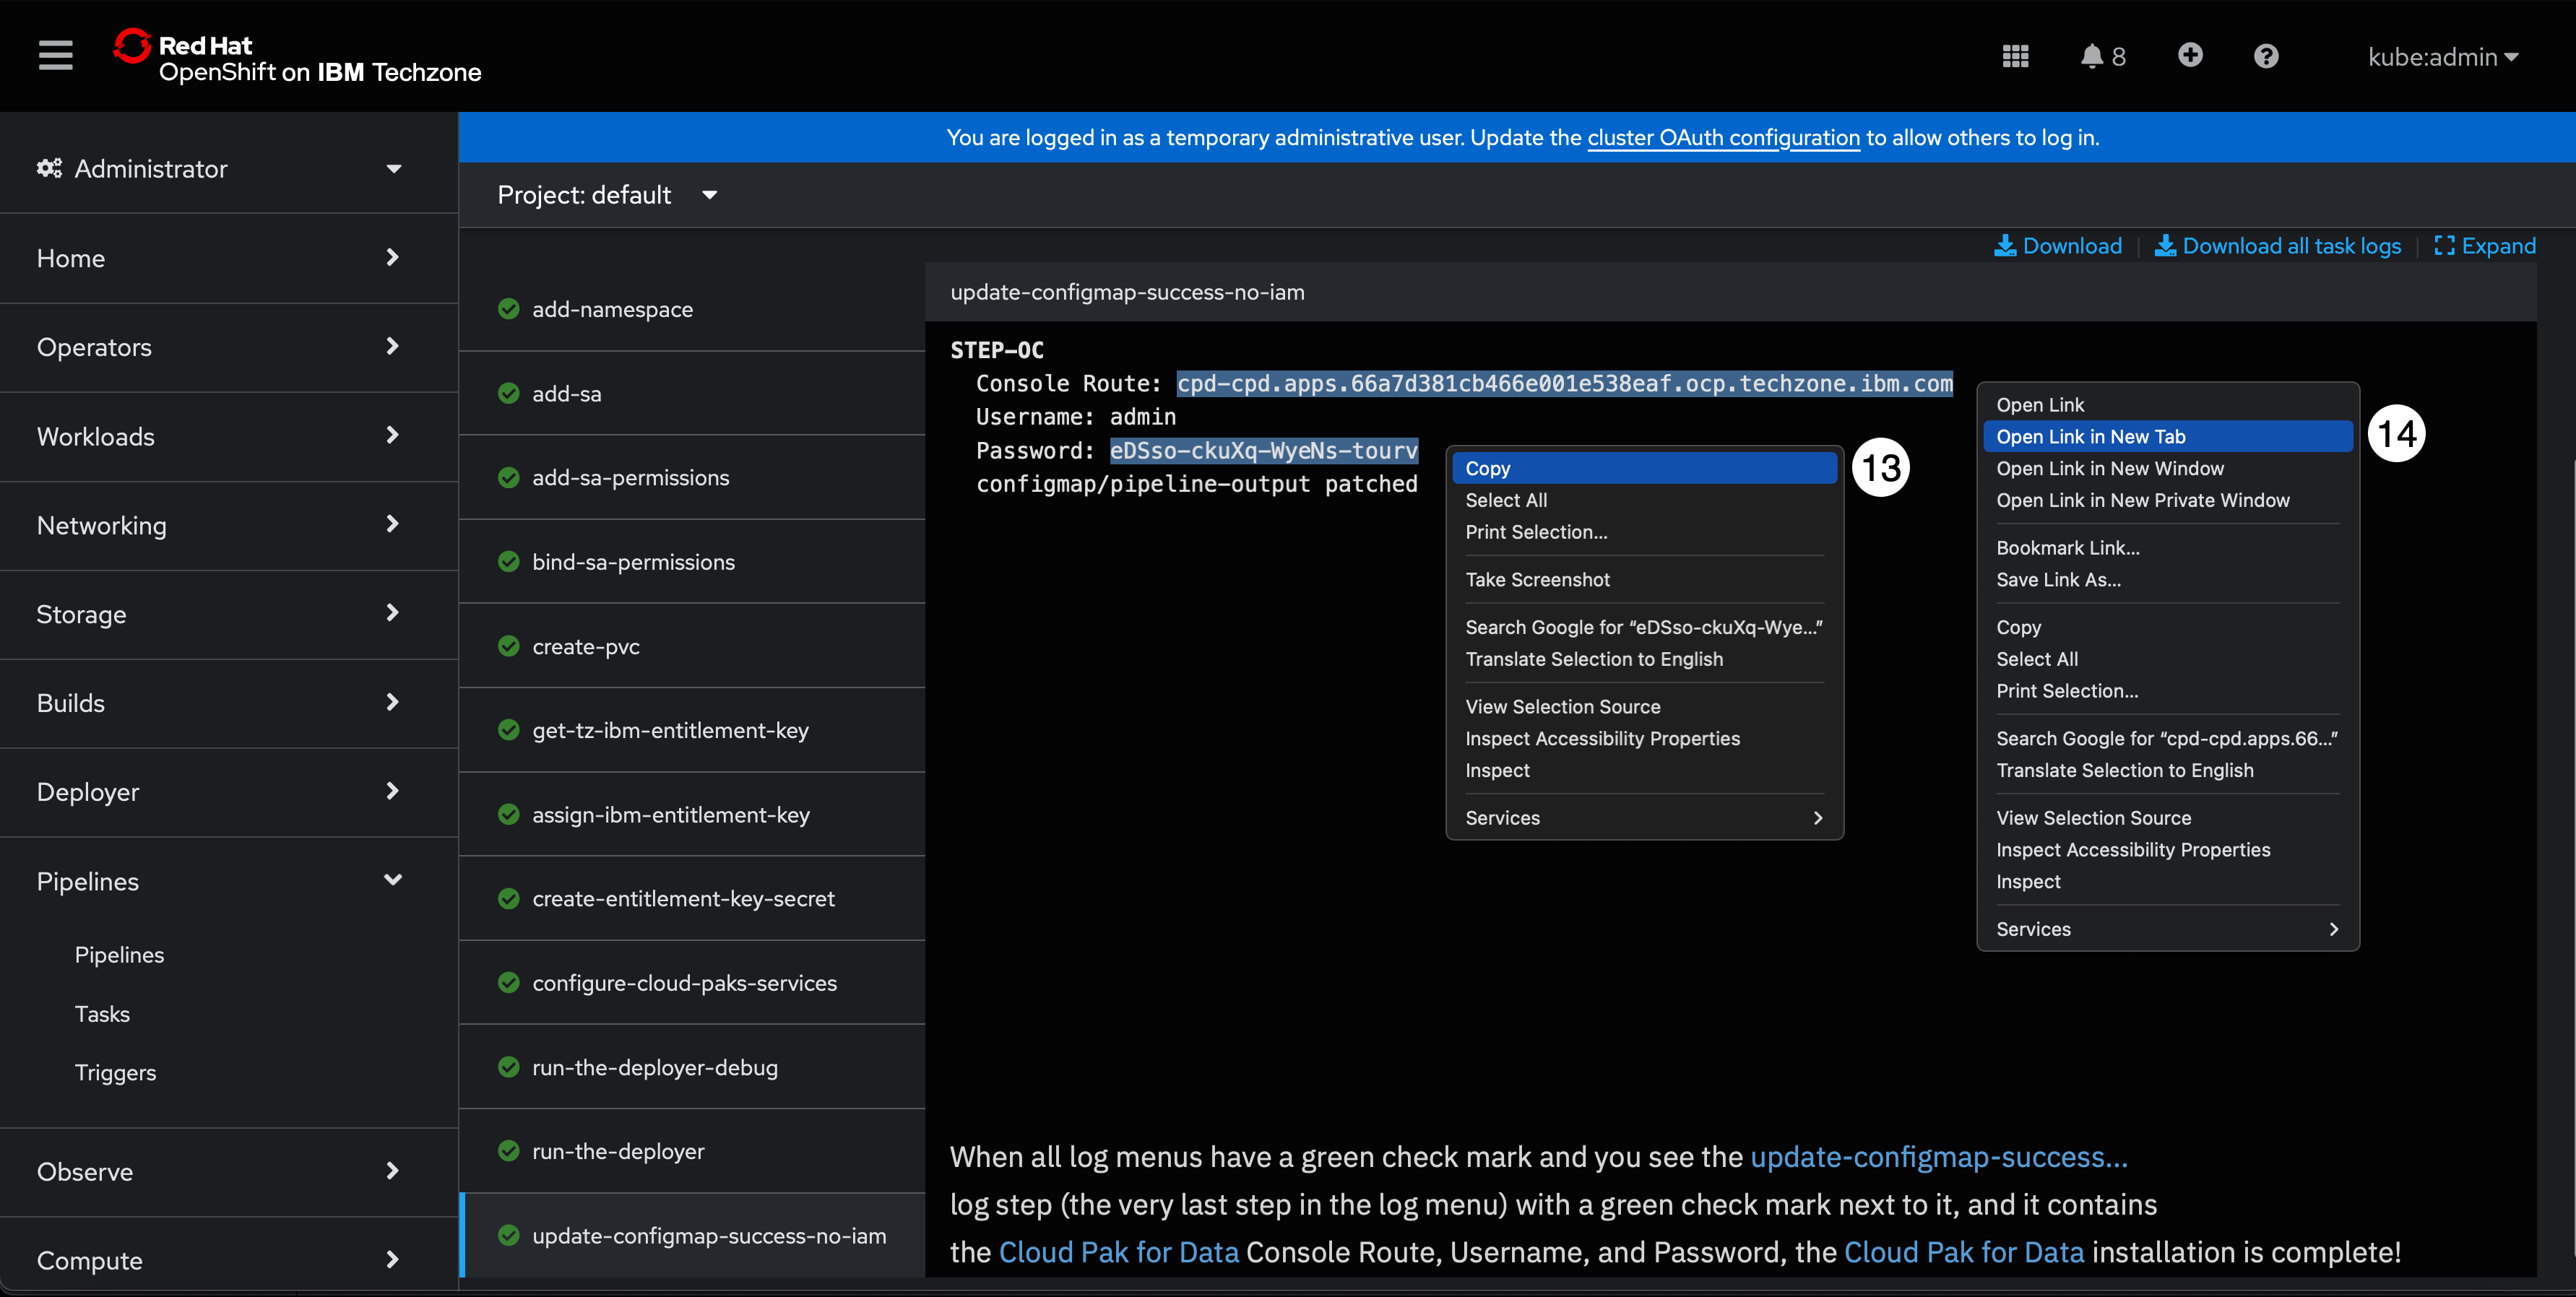 Red Hat
OpenShift on IBM Techzone
8
kube:admin
You are logged in as a temporary administrative user. Update the cluster OAuth configuration to allow others to log in.
Administrator
Home
Operators
Workloads
Networking
Storage
Builds
Deployer
Pipelines
Pipelines
Tasks
Triggers
Observe
Compute
Project: default
Download
Download all task logs
Expand
add-namespace
add-sa
add-sa-permissions
bind-sa-permissions
create-pvc
get-tz-ibm-entitlement-key
assign-ibm-entitlement-key
create-entitlement-key-secret
configure-cloud-paks-services
run-the-deployer-debug
run-the-deployer
update-configmap-success-no-iam
update-configmap-success-no-iam
STEP-OC
Console Route: cpd-cpd.apps.66a7d381cb466e001e538eaf.ocp.techzone.ibm.com
Username: admin
Password: eDSso-ckuXq-WyeNs-tourv
configmap/pipeline-output patched
Copy
Select All
Print Selection...
Take Screenshot
Search Google for “eDSso-ckuXq-Wye...”
Translate Selection to English
View Selection Source
Inspect Accessibility Properties
Inspect
Services
13
Open Link
Open Link in New Tab
Open Link in New Window
Open Link in New Private Window
Bookmark Link...
Save Link As...
Copy
Select All
Print Selection...
Search Google for “cpd-cpd.apps.66...”
Translate Selection to English
View Selection Source
Inspect Accessibility Properties
Inspect
Services
14
When all log menus have a green check mark and you see the update-configmap-success...
log step (the very last step in the log menu) with a green check mark next to it, and it contains
the Cloud Pak for Data Console Route, Username, and Password, the Cloud Pak for Data installation is complete!